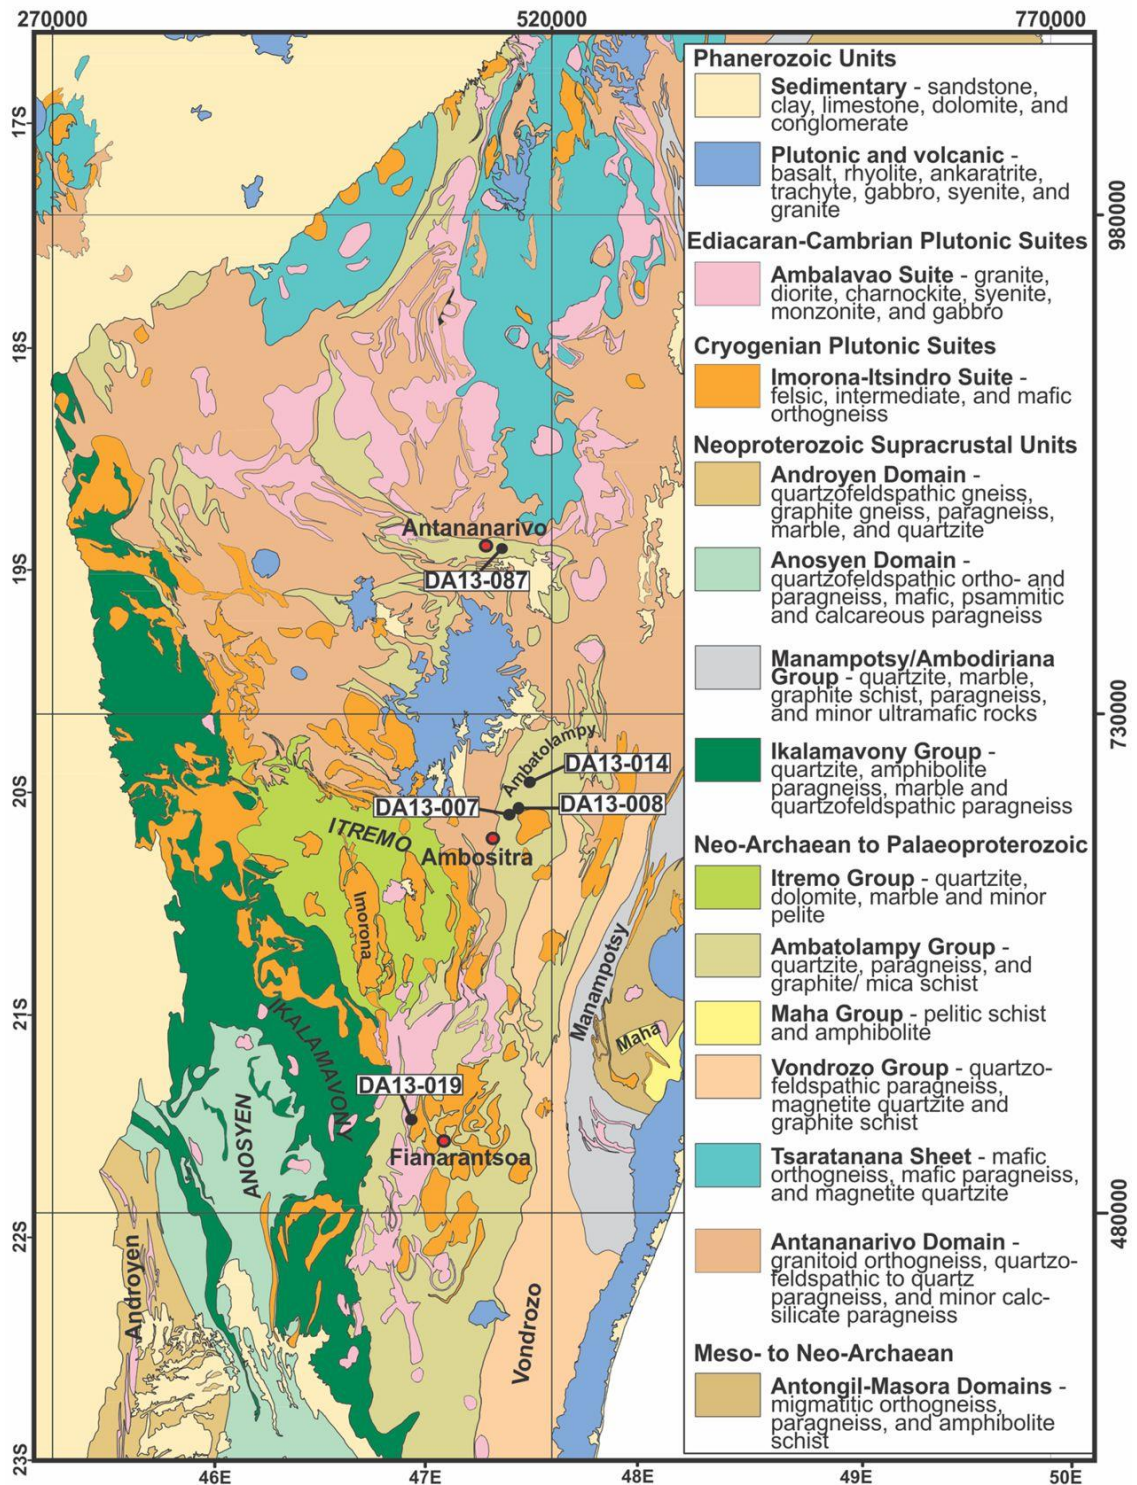 270000
520000
770000
17S
18S
19S
20S
21S
22S
23S
980000
730000
480000
46E
47E
48E
49E
50E
Antananarivo
DA13-087
Ambatolampy
DA13-014
DA13-007
DA13-008
ITREMO
Ambositra
Imorona
Manampotsy
Maha
IKALAMAVONY
DA13-019
ANOSYEN
Fianarantsoa
Androyen
Vondrozo
Phanerozoic Units
Sedimentary - sandstone,
clay, limestone, dolomite, and
conglomerate
Plutonic and volcanic -
basalt, rhyolite, ankaratrite,
trachyte, gabbro, syenite, and
granite
Ediacaran-Cambrian Plutonic Suites
Ambalavao Suite - granite,
diorite, charnockite, syenite,
monzonite, and gabbro
Cryogenian Plutonic Suites
Imorona-Itsindro Suite -
felsic, intermediate, and mafic
orthogneiss
Neoproterozoic Supracrustal Units
Androyen Domain -
quartzofeldspathic gneiss,
graphite gneiss, paragneiss,
marble, and quartzite
Anosyen Domain -
quartzofeldspathic ortho- and
paragneiss, mafic, psammitic
and calcareous paragneiss
Manampotsy/Ambodiriana
Group - quartzite, marble,
graphite schist, paragneiss,
and minor ultramafic rocks
Ikalamavony Group -
quartzite, amphibolite
paragneiss, marble and
quartzofeldspathic paragneiss
Neo-Archaean to Palaeoproterozoic
Itremo Group - quartzite,
dolomite, marble and minor
pelite
Ambatolampy Group -
quartzite, paragneiss, and
graphite/ mica schist
Maha Group - pelitic schist
and amphibolite
Vondrozo Group - quartzo-
feldspathic paragneiss,
magnetite quartzite and
graphite schist
Tsaratanana Sheet - mafic
orthogneiss, mafic paragneiss,
and magnetite quartzite
Antananarivo Domain -
granitoid orthogneiss, quartzo-
feldspathic to quartz
paragneiss, and minor calc-
silicate paragneiss
Meso- to Neo-Archaean
Antongil-Masora Domains -
migmatitic orthogneiss,
paragneiss, and amphibolite
schist